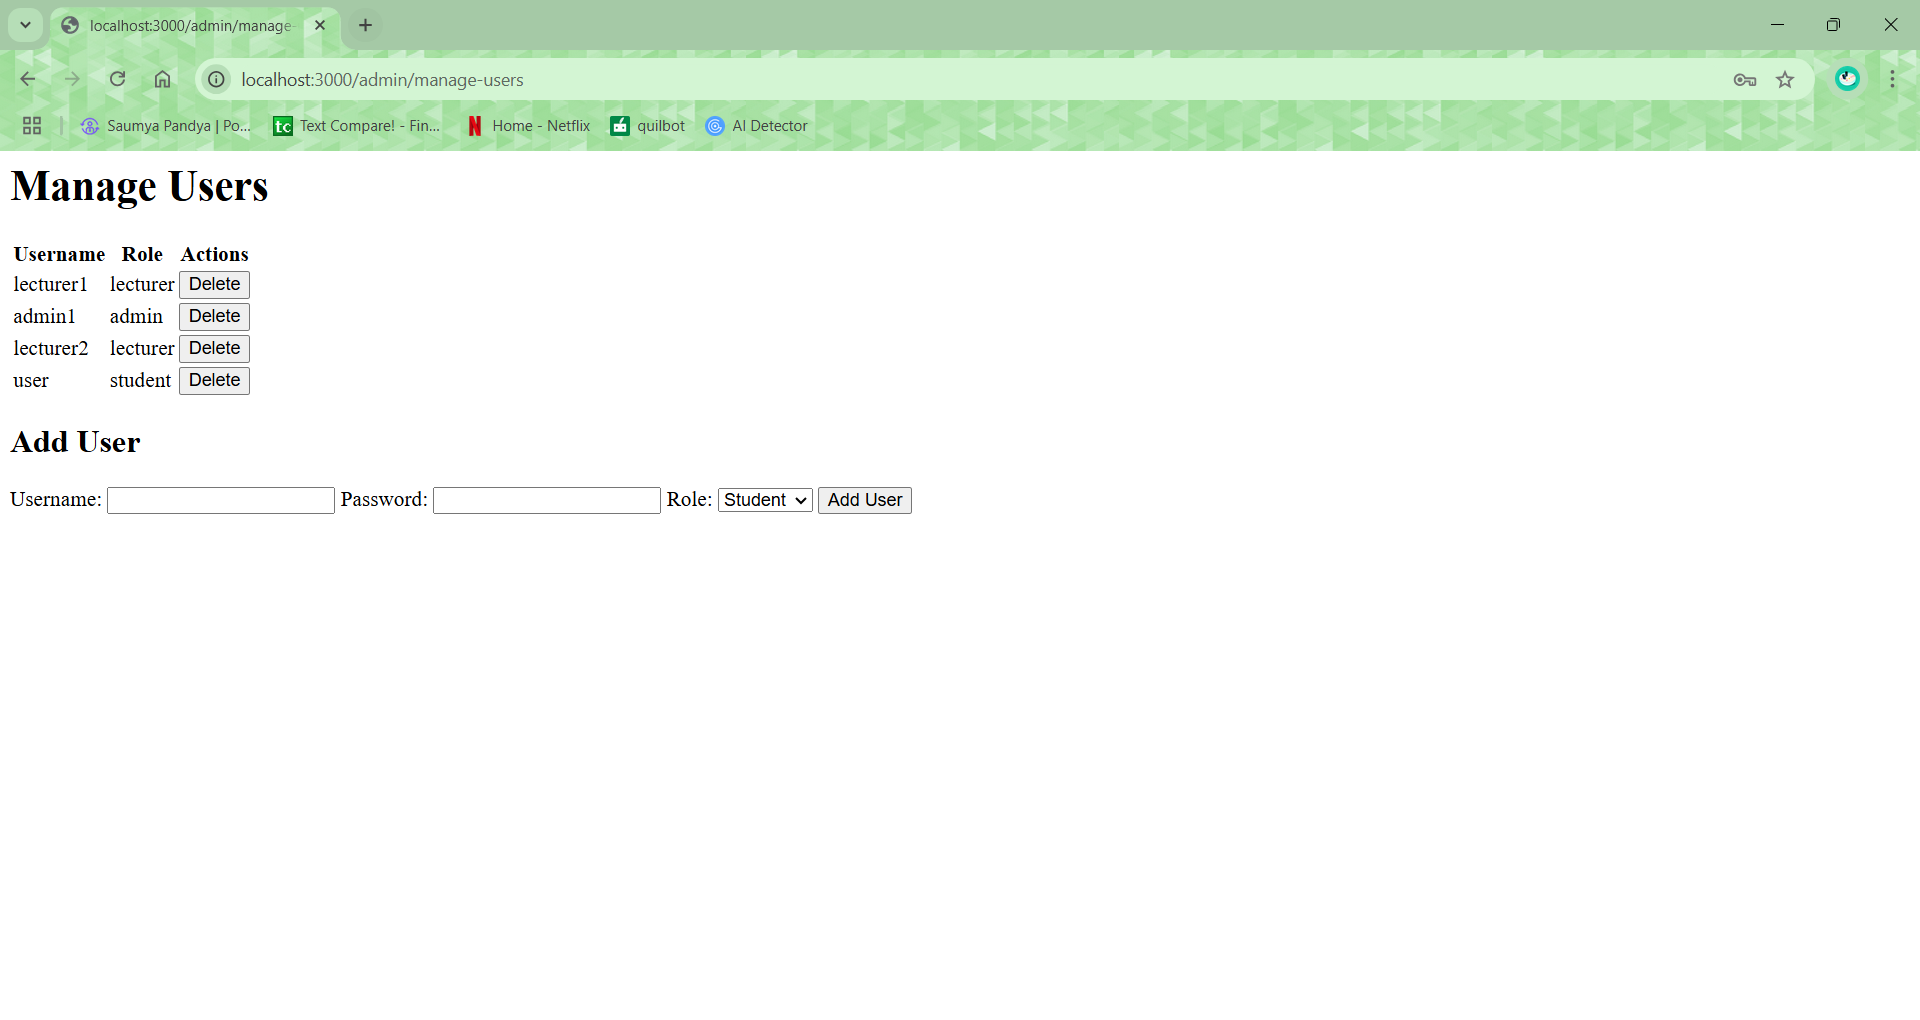 localhost:3000/admin/manage-
localhost:3000/admin/manage-users
Saumya Pandya | Po... tc Text Compare! - Fin... N Home - Netflix quilbot AI Detector
Manage Users
Username Role Actions
lecturer1 lecturer Delete
admin1 admin Delete
lecturer2 lecturer Delete
user student Delete
Add User
Username: Password: Role: Student Add User